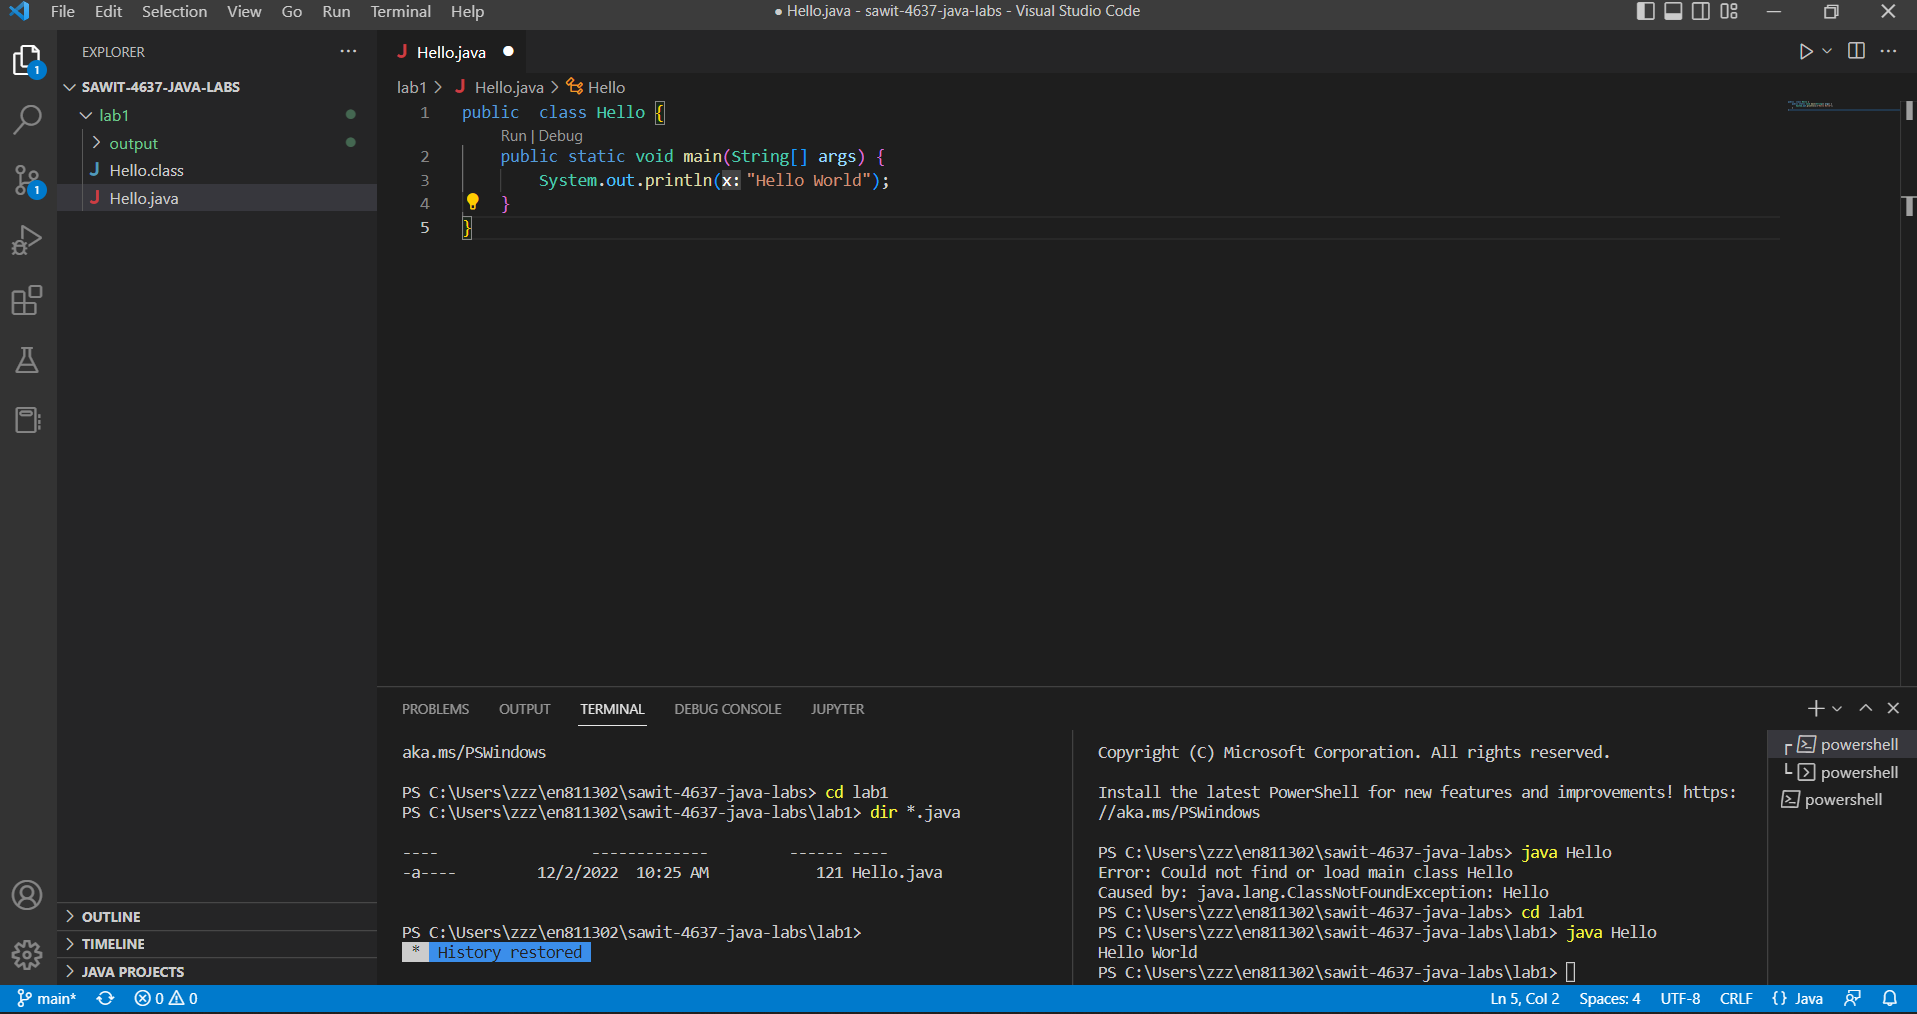 File Edit Selection View Go Run Terminal Help
● Hello.java - sawit-4637-java-labs - Visual Studio Code
EXPLORER
SAWIT-4637-JAVA-LABS
lab1
output
Hello.class
Hello.java
OUTLINE
TIMELINE
JAVA PROJECTS
1
1
Hello.java
lab1 > Hello.java > Hello
1 public  class Hello {
Run | Debug
2 public static void main(String[] args) {
3 System.out.println(x: "Hello World");
4 }
5 }
PROBLEMS OUTPUT TERMINAL DEBUG CONSOLE JUPYTER
aka.ms/PSWindows
PS C:\Users\zzz\en811302\sawit-4637-java-labs> cd lab1
PS C:\Users\zzz\en811302\sawit-4637-java-labs\lab1> dir *.java
---- ------------- ------ ----
-a---- 12/2/2022 10:25 AM 121 Hello.java
PS C:\Users\zzz\en811302\sawit-4637-java-labs\lab1>
* History restored
Copyright (C) Microsoft Corporation. All rights reserved.
Install the latest PowerShell for new features and improvements! https:
//aka.ms/PSWindows
PS C:\Users\zzz\en811302\sawit-4637-java-labs> java Hello
Error: Could not find or load main class Hello
Caused by: java.lang.ClassNotFoundException: Hello
PS C:\Users\zzz\en811302\sawit-4637-java-labs> cd lab1
PS C:\Users\zzz\en811302\sawit-4637-java-labs\lab1> java Hello
Hello World
PS C:\Users\zzz\en811302\sawit-4637-java-labs\lab1>
powershell
powershell
powershell
main* 0 0 Ln 5, Col 2 Spaces: 4 UTF-8 CRLF {} Java